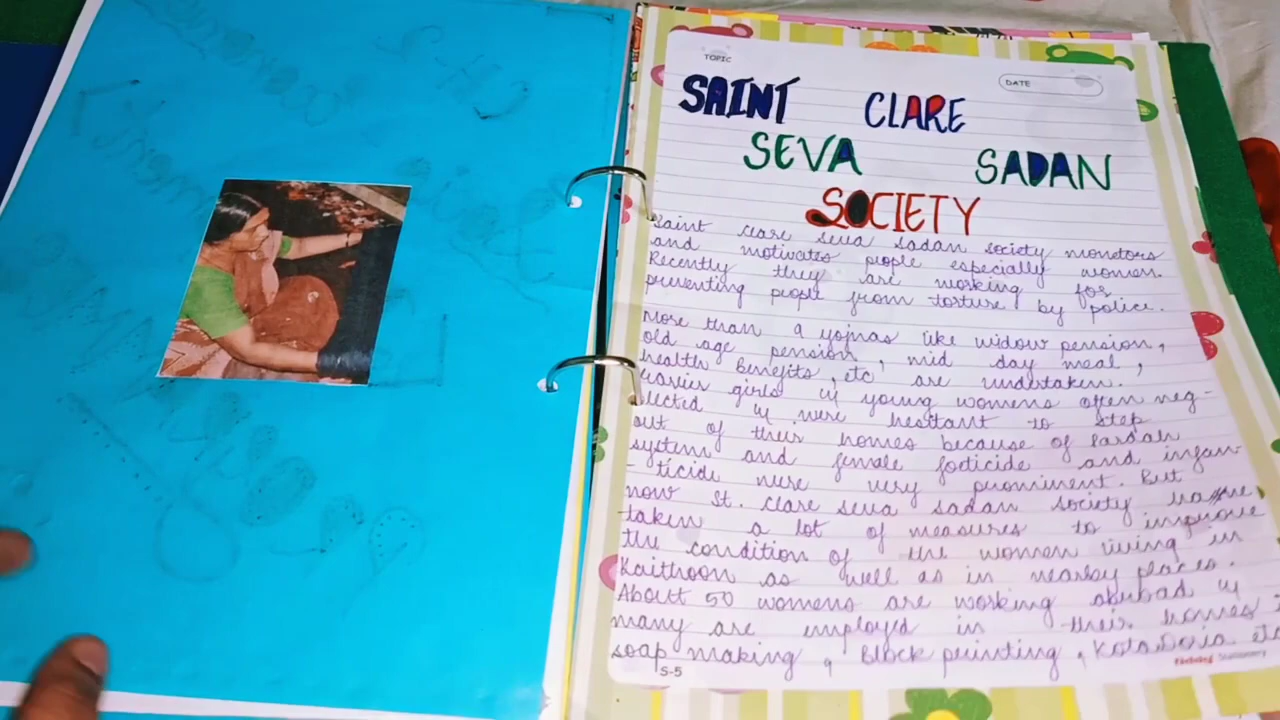 TOPIC
DATE
SAINT CLARE
SEVA SADAN
SOCIETY
Saint clare seva sadan society monetors
and motivates people especially women.
Recently they are working for
preventing people from torture by police.
More than 9 yojnas like widow pension,
old age pension, mid day meal,
health benefits, etc are undertaken.
Earlier girls & young womens often neg-
lected & were hesitant to step
out of their homes because of Pardah
system and female foeticide and infan-
-ticide were very prominent. But
now St. Clare seva sadan society have
taken a lot of measures to improve
the condition of the women living in
Kaithoon as well as in nearby places.
About 50 womens are working abubad &
many are employed in their homes :
soap making, Block printing, Kota Doria etc
S-5
Stationery